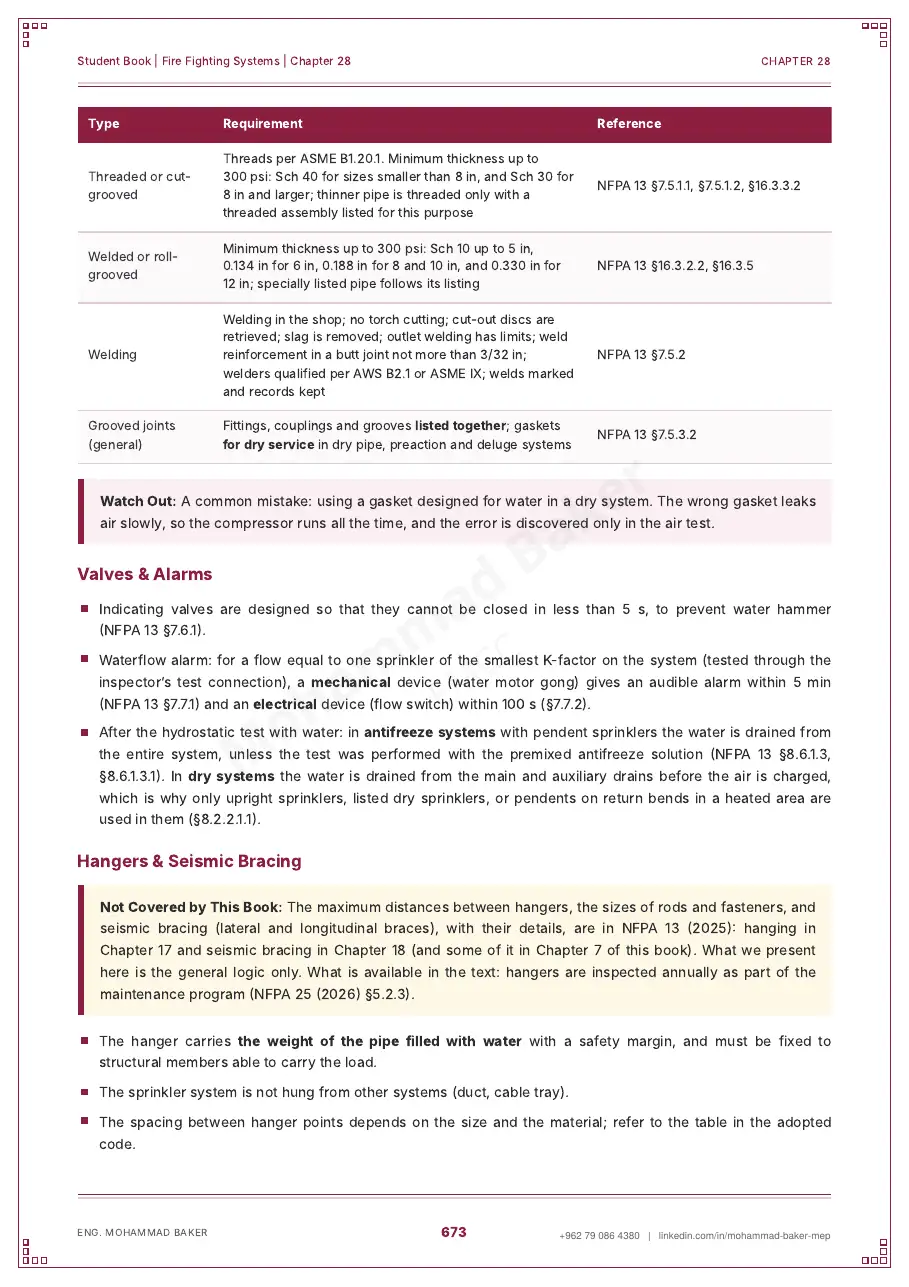 Student Book | Fire Fighting Systems | Chapter 28
CHAPTER 28
Type Requirement Reference
Threaded or cut-
grooved
Threads per ASME B1.20.1. Minimum thickness up to
300 psi: Sch 40 for sizes smaller than 8 in, and Sch 30 for
8 in and larger; thinner pipe is threaded only with a
threaded assembly listed for this purpose
NFPA 13 §7.5.1.1, §7.5.1.2, §16.3.3.2
Welded or roll-
grooved
Minimum thickness up to 300 psi: Sch 10 up to 5 in,
0.134 in for 6 in, 0.188 in for 8 and 10 in, and 0.330 in for
12 in; specially listed pipe follows its listing
NFPA 13 §16.3.2.2, §16.3.5
Welding
Welding in the shop; no torch cutting; cut-out discs are
retrieved; slag is removed; outlet welding has limits; weld
reinforcement in a butt joint not more than 3/32 in;
welders qualified per AWS B2.1 or ASME IX; welds marked
and records kept
NFPA 13 §7.5.2
Grooved joints
(general)
Fittings, couplings and grooves listed together; gaskets
for dry service in dry pipe, preaction and deluge systems
NFPA 13 §7.5.3.2
Watch Out: A common mistake: using a gasket designed for water in a dry system. The wrong gasket leaks
air slowly, so the compressor runs all the time, and the error is discovered only in the air test.
Valves & Alarms
Indicating valves are designed so that they cannot be closed in less than 5 s, to prevent water hammer
(NFPA 13 §7.6.1).
Waterflow alarm: for a flow equal to one sprinkler of the smallest K-factor on the system (tested through the
inspector's test connection), a mechanical device (water motor gong) gives an audible alarm within 5 min
(NFPA 13 §7.7.1) and an electrical device (flow switch) within 100 s (§7.7.2).
After the hydrostatic test with water: in antifreeze systems with pendent sprinklers the water is drained from
the entire system, unless the test was performed with the premixed antifreeze solution (NFPA 13 §8.6.1.3,
§8.6.1.3.1). In dry systems the water is drained from the main and auxiliary drains before the air is charged,
which is why only upright sprinklers, listed dry sprinklers, or pendents on return bends in a heated area are
used in them (§8.2.2.1.1).
Hangers & Seismic Bracing
Not Covered by This Book: The maximum distances between hangers, the sizes of rods and fasteners, and
seismic bracing (lateral and longitudinal braces), with their details, are in NFPA 13 (2025): hanging in
Chapter 17 and seismic bracing in Chapter 18 (and some of it in Chapter 7 of this book). What we present
here is the general logic only. What is available in the text: hangers are inspected annually as part of the
maintenance program (NFPA 25 (2026) §5.2.3).
The hanger carries the weight of the pipe filled with water with a safety margin, and must be fixed to
structural members able to carry the load.
The sprinkler system is not hung from other systems (duct, cable tray).
The spacing between hanger points depends on the size and the material; refer to the table in the adopted
code.
Mohammad Baker
ENG. MOHAMMAD BAKER
673
+962 79 086 4380 | linkedin.com/in/mohammad-baker-mep